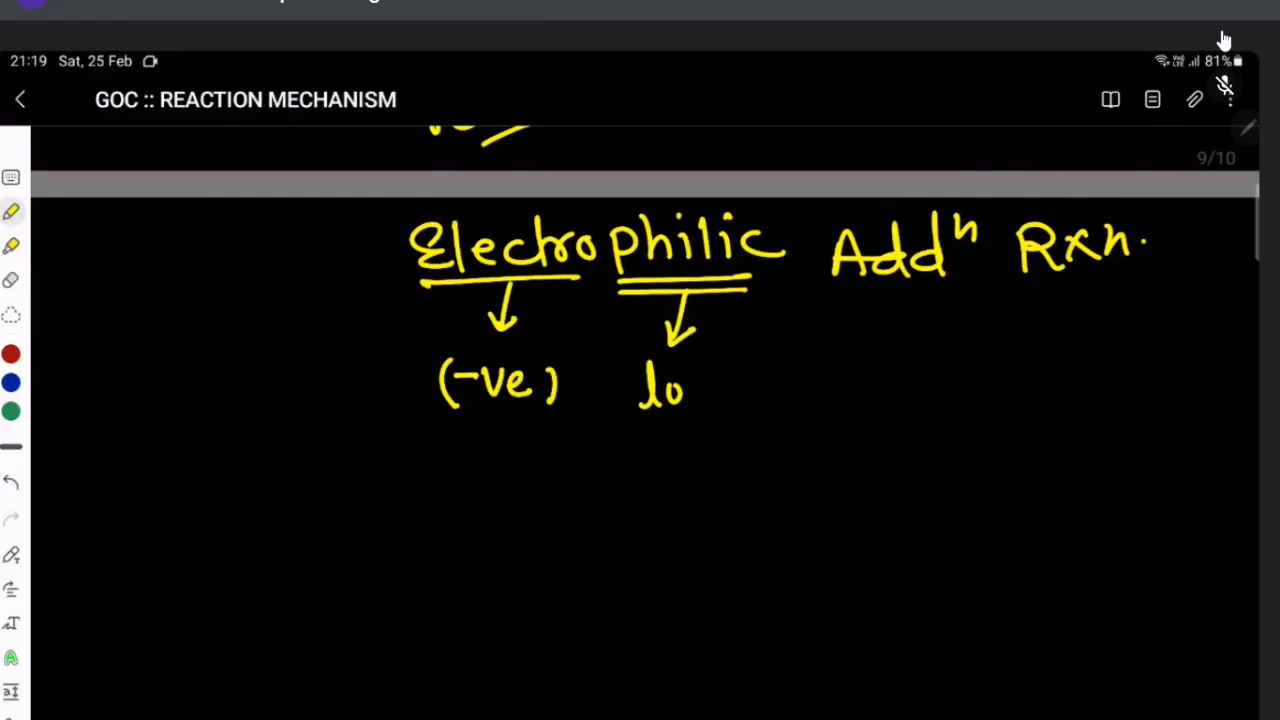 21:19 Sat, 25 Feb 81%
GOC :: REACTION MECHANISM
9/10
Electrophilic Addⁿ Rxn.
(-ve) lo